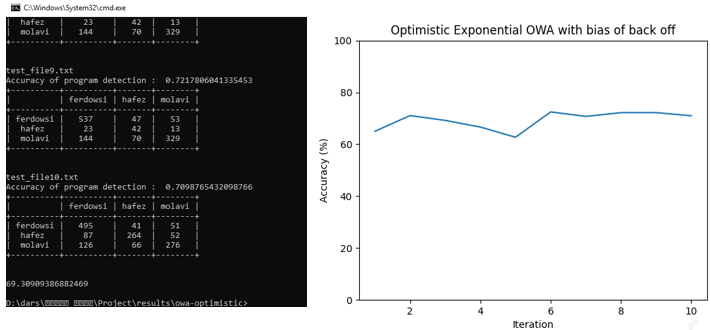 C:\Windows\System32\cmd.exe
| hafez | 23 | 42 | 13 |
| molavi | 144 | 70 | 329 |
+----------+----------+-------+--------+
test_file9.txt
Accuracy of program detection :  0.7217806041335453
+----------+----------+-------+--------+
| | ferdowsi | hafez | molavi |
+----------+----------+-------+--------+
| ferdowsi | 537 | 47 | 53 |
| hafez | 23 | 42 | 13 |
| molavi | 144 | 70 | 329 |
+----------+----------+-------+--------+
test_file10.txt
Accuracy of program detection :  0.7098765432098766
+----------+----------+-------+--------+
| | ferdowsi | hafez | molavi |
+----------+----------+-------+--------+
| ferdowsi | 495 | 41 | 51 |
| hafez | 87 | 264 | 52 |
| molavi | 126 | 66 | 276 |
+----------+----------+-------+--------+
69.30909386882469
D:\dars\ \Project\results\owa-optimistic>
Optimistic Exponential OWA with bias of back off
Accuracy (%)
100
80
60
40
20
0
2 4 6 8 10
Iteration